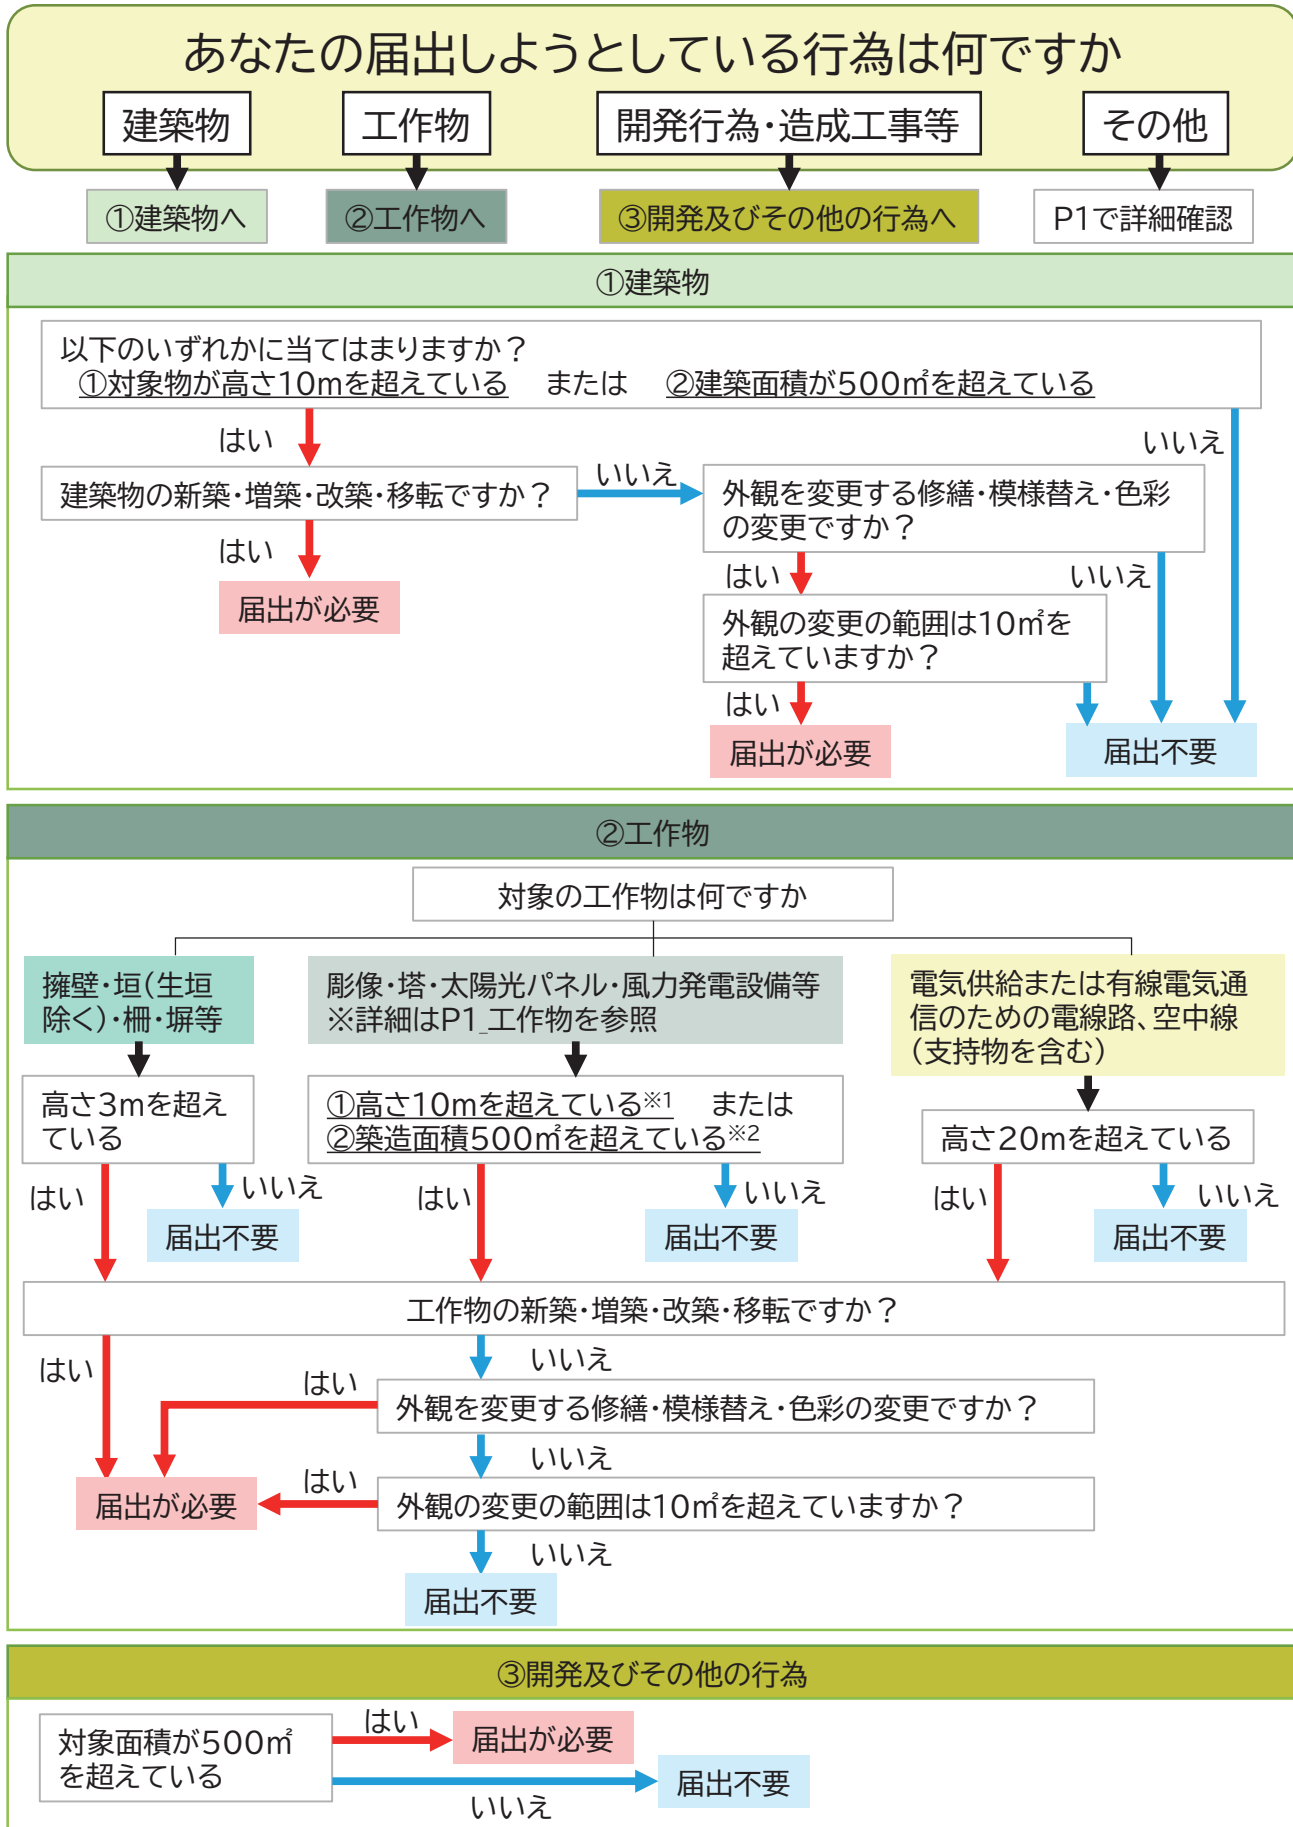 あなたの届出しようとしている行為は何ですか
建築物
工作物
開発行為・造成工事等
その他
①建築物へ
②工作物へ
③開発及びその他の行為へ
P1で詳細確認
①建築物
以下のいずれかに当てはまりますか？
①対象物が高さ10mを超えている　または　②建築面積が500㎡を超えている
はい
いいえ
建築物の新築・増築・改築・移転ですか？
いいえ
外観を変更する修繕・模様替え・色彩
の変更ですか？
はい
届出が必要
はい
いいえ
外観の変更の範囲は10㎡を
超えていますか？
はい
届出が必要
届出不要
②工作物
対象の工作物は何ですか
擁壁・垣（生垣
除く）・柵・塀等
彫像・塔・太陽光パネル・風力発電設備等
※詳細はP1_工作物を参照
電気供給または有線電気通
信のための電線路、空中線
（支持物を含む）
高さ3mを超え
ている
①高さ10mを超えている※1　または
②築造面積500㎡を超えている※2
高さ20mを超えている
はい
いいえ
はい
いいえ
はい
いいえ
届出不要
届出不要
届出不要
工作物の新築・増築・改築・移転ですか？
はい
いいえ
はい
外観を変更する修繕・模様替え・色彩の変更ですか？
いいえ
はい
届出が必要
外観の変更の範囲は10㎡を超えていますか？
いいえ
届出不要
③開発及びその他の行為
対象面積が500㎡
を超えている
はい
届出が必要
いいえ
届出不要